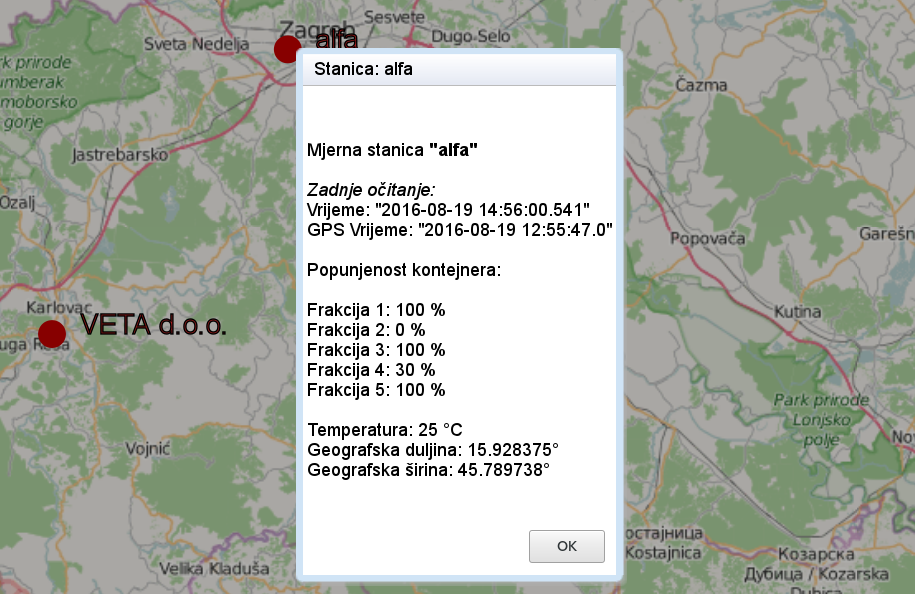 Zagreb
Sesvete
alfa
Sveta Nedelja
Dugo Selo
rk prirode
umberak
moborsko
gorje
Čazma
Jastrebarsko
Ozalj
Popovača
Garešn
Karlovac
VETA d.o.o.
uga Resa
Kutina
Park prirode
Lonjsko
polje
Vojnić
Velika Kladuša
остајница
Kostajnica
Козарска
Дубица / Kozarska
Dubica
Stanica: alfa
Mjerna stanica "alfa"
Zadnje očitanje:
Vrijeme: "2016-08-19 14:56:00.541"
GPS Vrijeme: "2016-08-19 12:55:47.0"
Popunjenost kontejnera:
Frakcija 1: 100 %
Frakcija 2: 0 %
Frakcija 3: 100 %
Frakcija 4: 30 %
Frakcija 5: 100 %
Temperatura: 25 °C
Geografska duljina: 15.928375°
Geografska širina: 45.789738°
OK